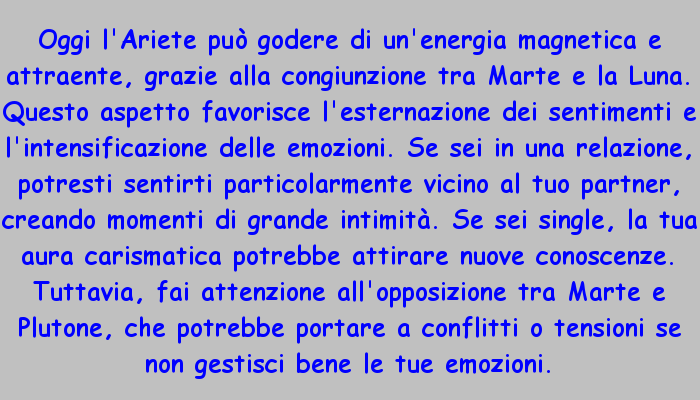 Oggi l'Ariete può godere di un'energia magnetica e
attraente, grazie alla congiunzione tra Marte e la Luna.
Questo aspetto favorisce l'esternazione dei sentimenti e
l'intensificazione delle emozioni. Se sei in una relazione,
potresti sentirti particolarmente vicino al tuo partner,
creando momenti di grande intimità. Se sei single, la tua
aura carismatica potrebbe attirare nuove conoscenze.
Tuttavia, fai attenzione all'opposizione tra Marte e
Plutone, che potrebbe portare a conflitti o tensioni se
non gestisci bene le tue emozioni.